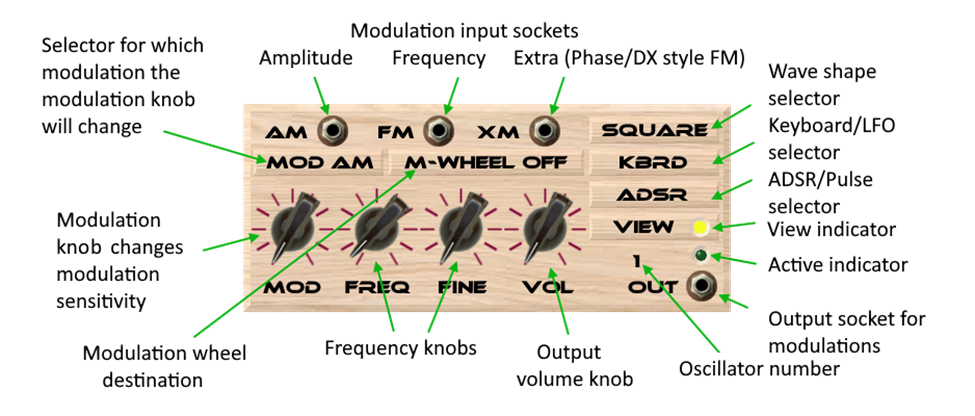 Modulation input sockets
Amplitude
Frequency
Extra (Phase/DX style FM)
Selector for which
modulation the
modulation knob
will change
Wave shape
selector
Keyboard/LFO
selector
ADSR/Pulse
selector
View indicator
Active indicator
Output socket for
modulations
Modulation
knob changes
modulation
sensitivity
AM
FM
XM
SQUARE
MOD AM
M-WHEEL OFF
KBRD
ADSR
VIEW
1
MOD
FREQ
FINE
VOL
OUT
Modulation wheel
destination
Frequency knobs
Output
volume knob
Oscillator number